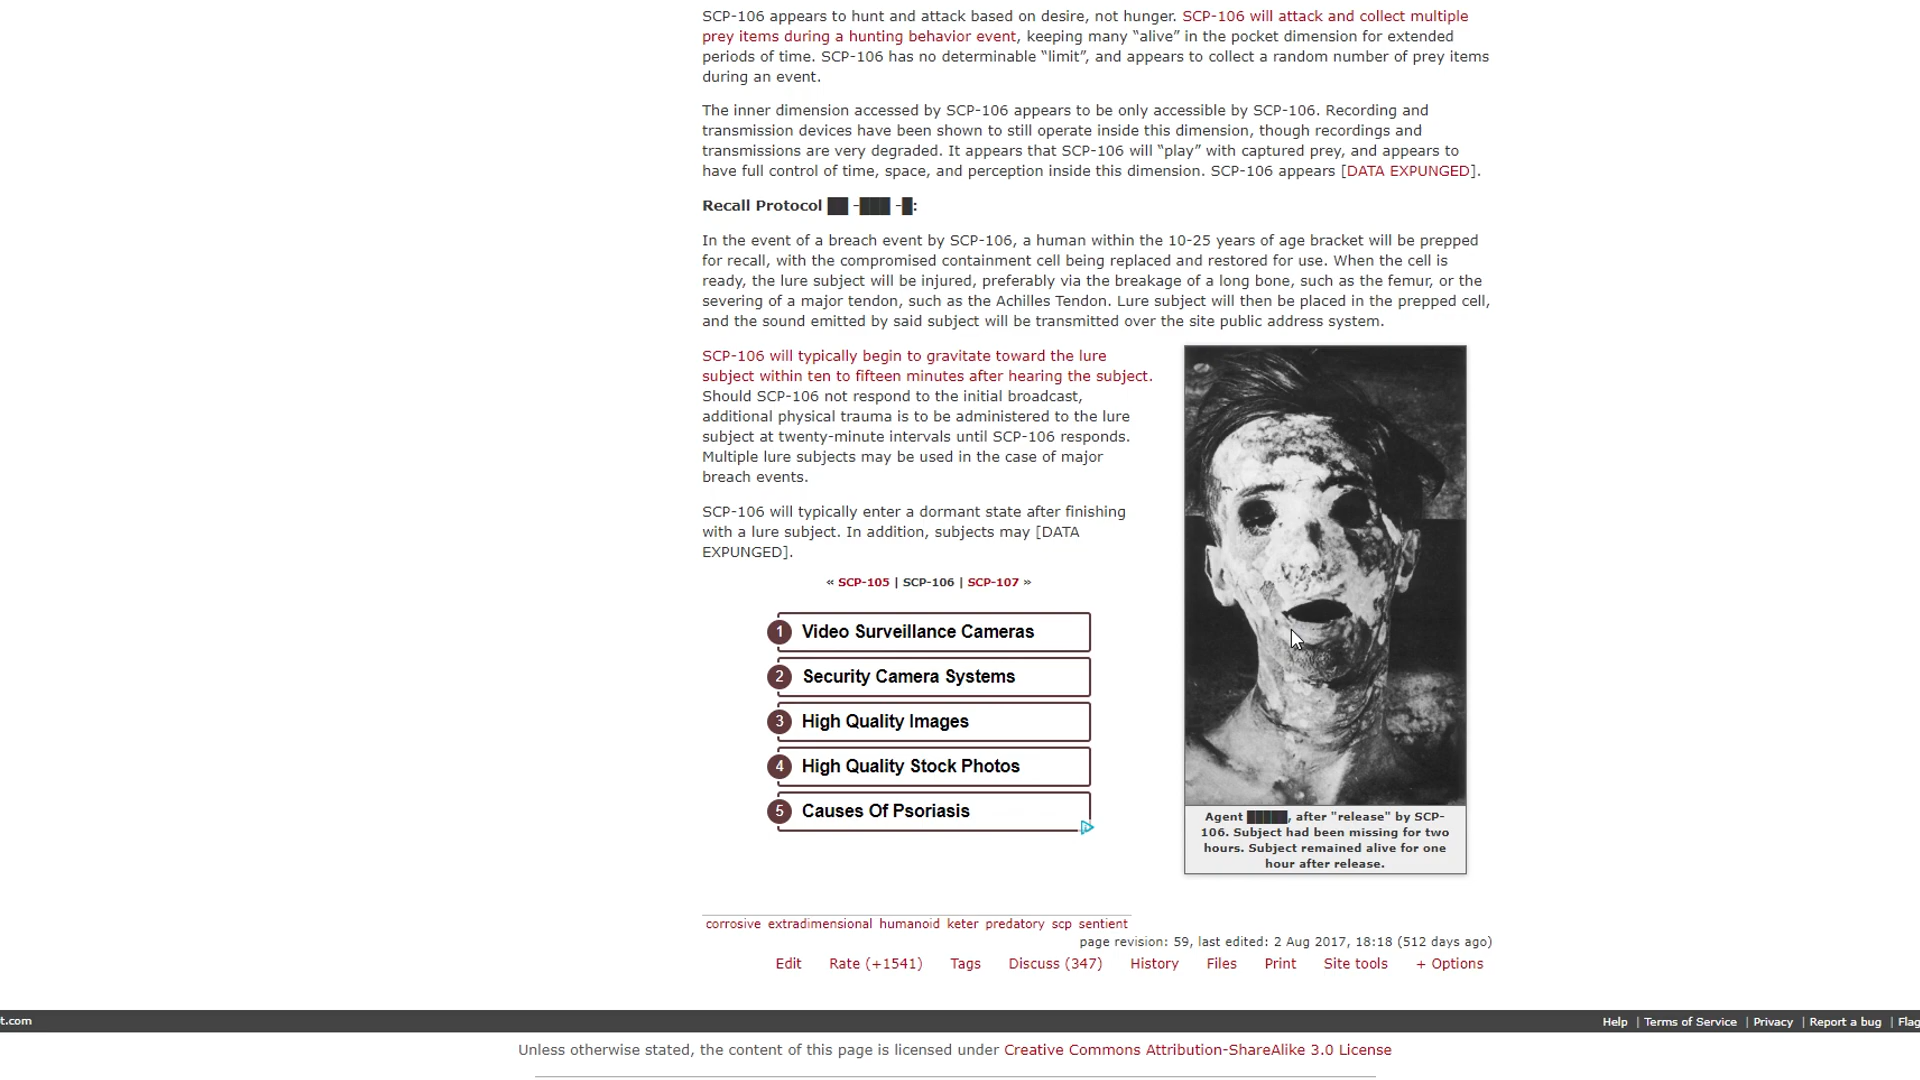 SCP-106 appears to hunt and attack based on desire, not hunger. SCP-106 will attack and collect multiple
prey items during a hunting behavior event, keeping many “alive” in the pocket dimension for extended
periods of time. SCP-106 has no determinable “limit”, and appears to collect a random number of prey items
during an event.
The inner dimension accessed by SCP-106 appears to be only accessible by SCP-106. Recording and
transmission devices have been shown to still operate inside this dimension, though recordings and
transmissions are very degraded. It appears that SCP-106 will “play” with captured prey, and appears to
have full control of time, space, and perception inside this dimension. SCP-106 appears [DATA EXPUNGED].
Recall Protocol ██ -███ -█:
In the event of a breach event by SCP-106, a human within the 10-25 years of age bracket will be prepped
for recall, with the compromised containment cell being replaced and restored for use. When the cell is
ready, the lure subject will be injured, preferably via the breakage of a long bone, such as the femur, or the
severing of a major tendon, such as the Achilles Tendon. Lure subject will then be placed in the prepped cell,
and the sound emitted by said subject will be transmitted over the site public address system.
SCP-106 will typically begin to gravitate toward the lure
subject within ten to fifteen minutes after hearing the subject.
Should SCP-106 not respond to the initial broadcast,
additional physical trauma is to be administered to the lure
subject at twenty-minute intervals until SCP-106 responds.
Multiple lure subjects may be used in the case of major
breach events.
SCP-106 will typically enter a dormant state after finishing
with a lure subject. In addition, subjects may [DATA
EXPUNGED].
« SCP-105 | SCP-106 | SCP-107 »
1 Video Surveillance Cameras
2 Security Camera Systems
3 High Quality Images
4 High Quality Stock Photos
5 Causes Of Psoriasis
Agent █████, after "release" by SCP-
106. Subject had been missing for two
hours. Subject remained alive for one
hour after release.
corrosive extradimensional humanoid keter predatory scp sentient
page revision: 59, last edited: 2 Aug 2017, 18:18 (512 days ago)
Edit Rate (+1541) Tags Discuss (347) History Files Print Site tools + Options
t.com
Help | Terms of Service | Privacy | Report a bug | Flag
Unless otherwise stated, the content of this page is licensed under Creative Commons Attribution-ShareAlike 3.0 License